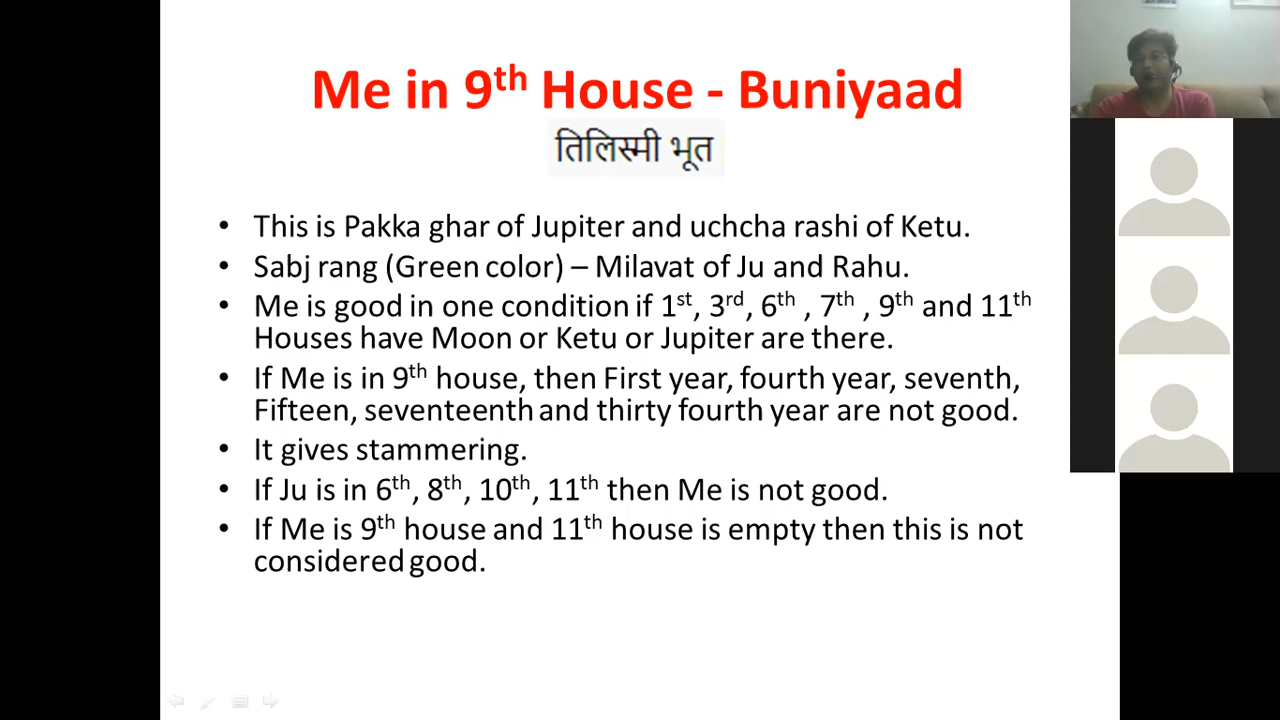 Me in 9th House - Buniyaad
तिलिस्मी भूत
• This is Pakka ghar of Jupiter and uchcha rashi of Ketu.
• Sabj rang (Green color) – Milavat of Ju and Rahu.
• Me is good in one condition if 1st, 3rd, 6th , 7th , 9th and 11th
Houses have Moon or Ketu or Jupiter are there.
• If Me is in 9th house, then First year, fourth year, seventh,
Fifteen, seventeenth and thirty fourth year are not good.
• It gives stammering.
• If Ju is in 6th, 8th, 10th, 11th then Me is not good.
• If Me is 9th house and 11th house is empty then this is not
considered good.